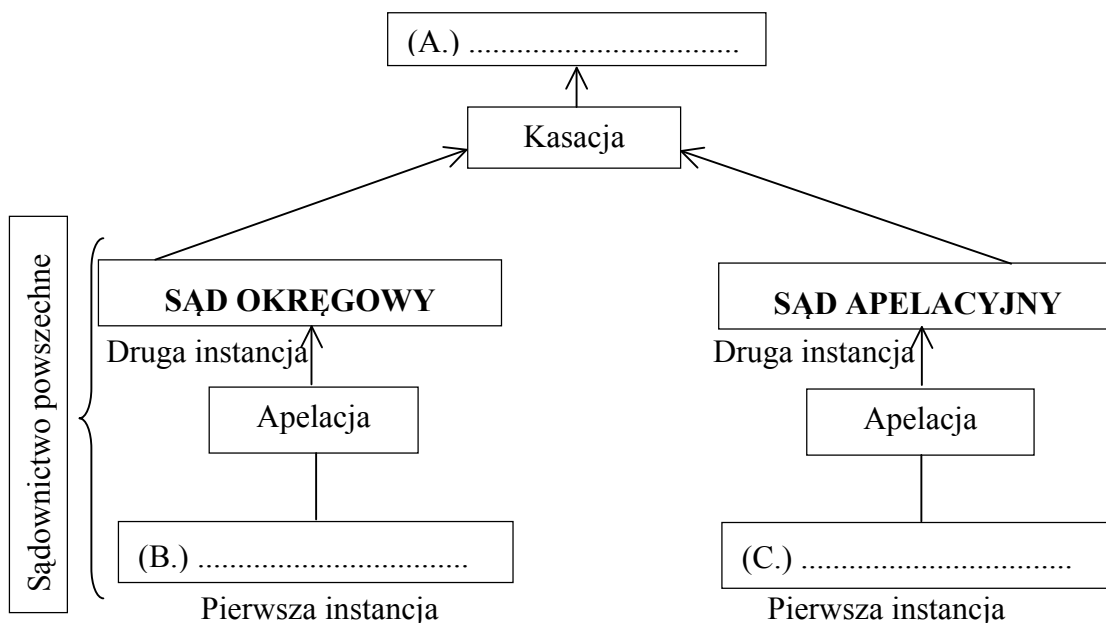 (A.) ..................................
Kasacja
Sądownictwo powszechne
SĄD OKRĘGOWY
SĄD APELACYJNY
Druga instancja
Druga instancja
Apelacja
Apelacja
(B.) ..................................
(C.) .................................
Pierwsza instancja
Pierwsza instancja